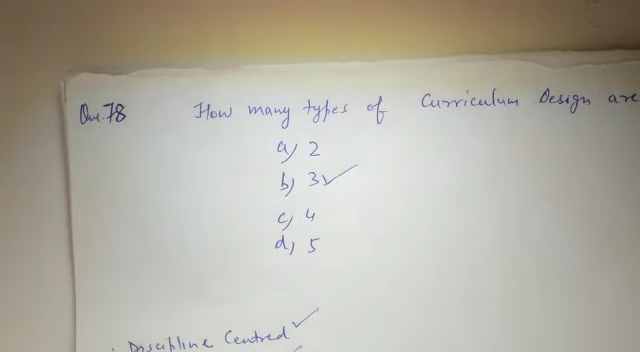 Que.78 How many types of Curriculum Design are
a) 2
b) 3 ✓
c) 4
d) 5
Discipline Centred ✓